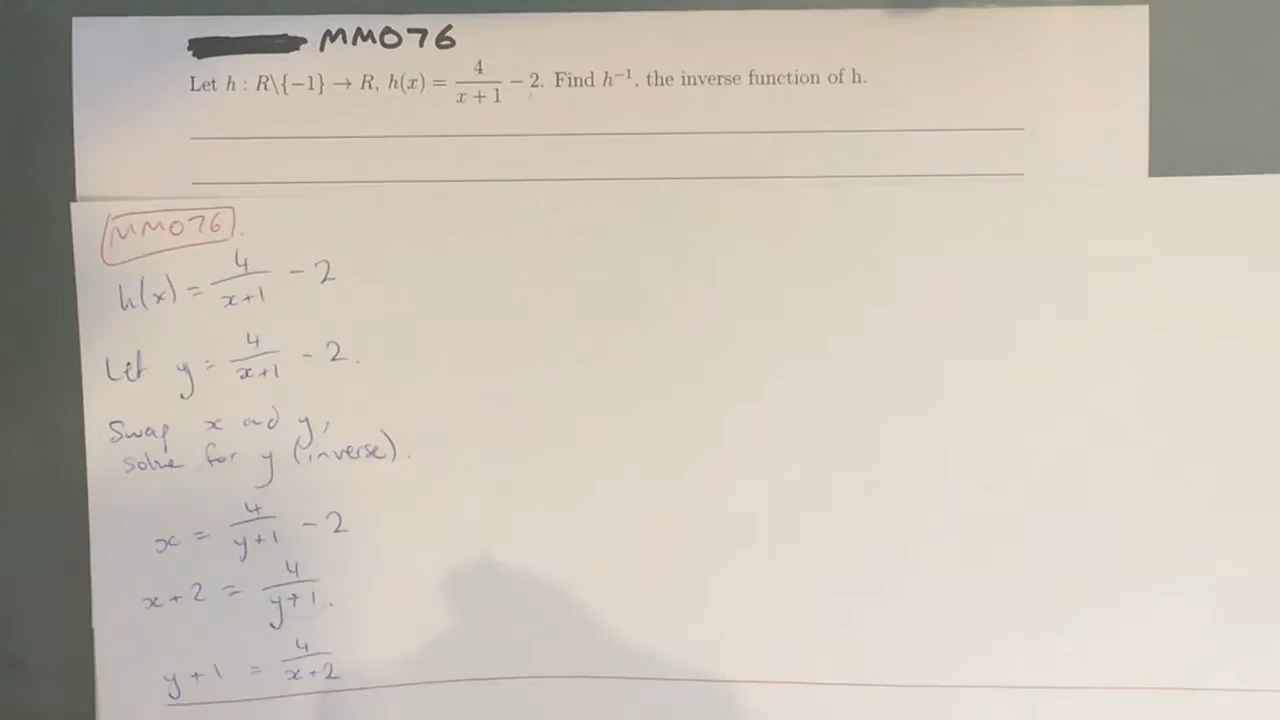 MM076
Let h : R\{−1} → R, h(x) = 4/(x + 1) − 2. Find h⁻¹, the inverse function of h.
MM076.
h(x) = 4/(x+1) − 2
Let y = 4/(x+1) − 2.
Swap x and y,
solve for y (inverse).
x = 4/(y+1) − 2
x + 2 = 4/(y+1).
y + 1 = 4/(x+2)